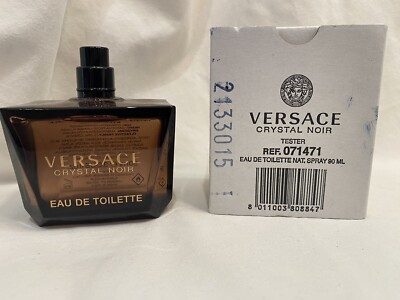 VERSACE
CRYSTAL NOIR
EAU DE TOILETTE
2133015 1
VERSACE
CRYSTAL NOIR
TESTER
REF. 071471
EAU DE TOILETTE NAT. SPRAY 90 ML
8 011003 808847